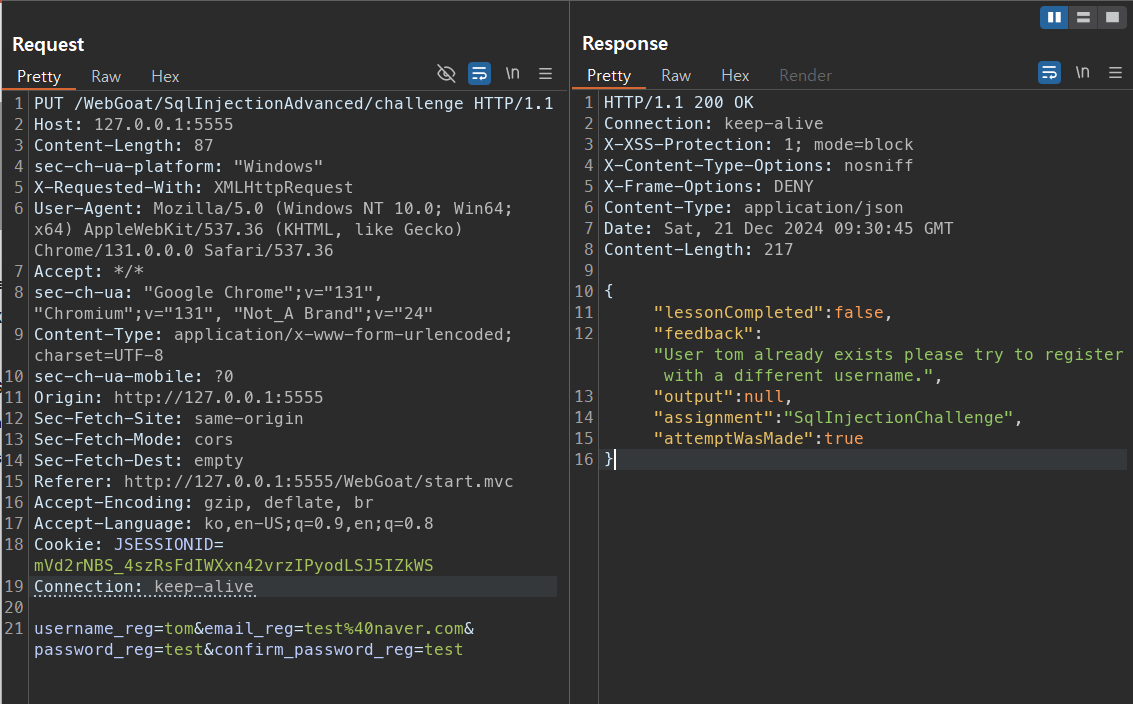 Request
Pretty Raw Hex \n
1 PUT /WebGoat/SqlInjectionAdvanced/challenge HTTP/1.1
2 Host: 127.0.0.1:5555
3 Content-Length: 87
4 sec-ch-ua-platform: "Windows"
5 X-Requested-With: XMLHttpRequest
6 User-Agent: Mozilla/5.0 (Windows NT 10.0; Win64;
x64) AppleWebKit/537.36 (KHTML, like Gecko)
Chrome/131.0.0.0 Safari/537.36
7 Accept: */*
8 sec-ch-ua: "Google Chrome";v="131",
"Chromium";v="131", "Not_A Brand";v="24"
9 Content-Type: application/x-www-form-urlencoded;
charset=UTF-8
10 sec-ch-ua-mobile: ?0
11 Origin: http://127.0.0.1:5555
12 Sec-Fetch-Site: same-origin
13 Sec-Fetch-Mode: cors
14 Sec-Fetch-Dest: empty
15 Referer: http://127.0.0.1:5555/WebGoat/start.mvc
16 Accept-Encoding: gzip, deflate, br
17 Accept-Language: ko,en-US;q=0.9,en;q=0.8
18 Cookie: JSESSIONID=
mVd2rNBS_4szRsFdIWXxn42vrzIPyodLSJ5IZkWS
19 Connection: keep-alive
20
21 username_reg=tom&email_reg=test%40naver.com&
password_reg=test&confirm_password_reg=test
Response
Pretty Raw Hex Render \n
1 HTTP/1.1 200 OK
2 Connection: keep-alive
3 X-XSS-Protection: 1; mode=block
4 X-Content-Type-Options: nosniff
5 X-Frame-Options: DENY
6 Content-Type: application/json
7 Date: Sat, 21 Dec 2024 09:30:45 GMT
8 Content-Length: 217
9
10 {
11 "lessonCompleted":false,
12 "feedback":
"User tom already exists please try to register
with a different username.",
13 "output":null,
14 "assignment":"SqlInjectionChallenge",
15 "attemptWasMade":true
16 }